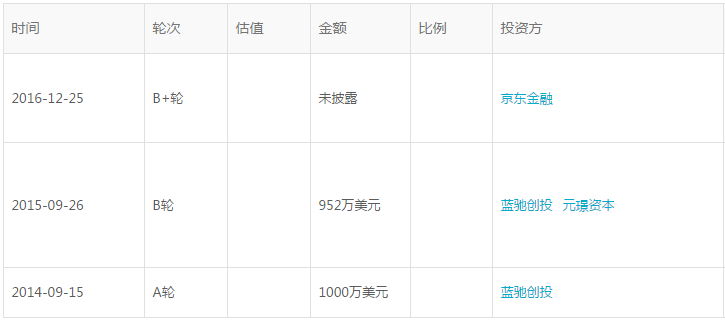 时间 轮次 估值 金额 比例 投资方
2016-12-25 B+轮 未披露 京东金融
2015-09-26 B轮 952万美元 蓝驰创投 元璟资本
2014-09-15 A轮 1000万美元 蓝驰创投